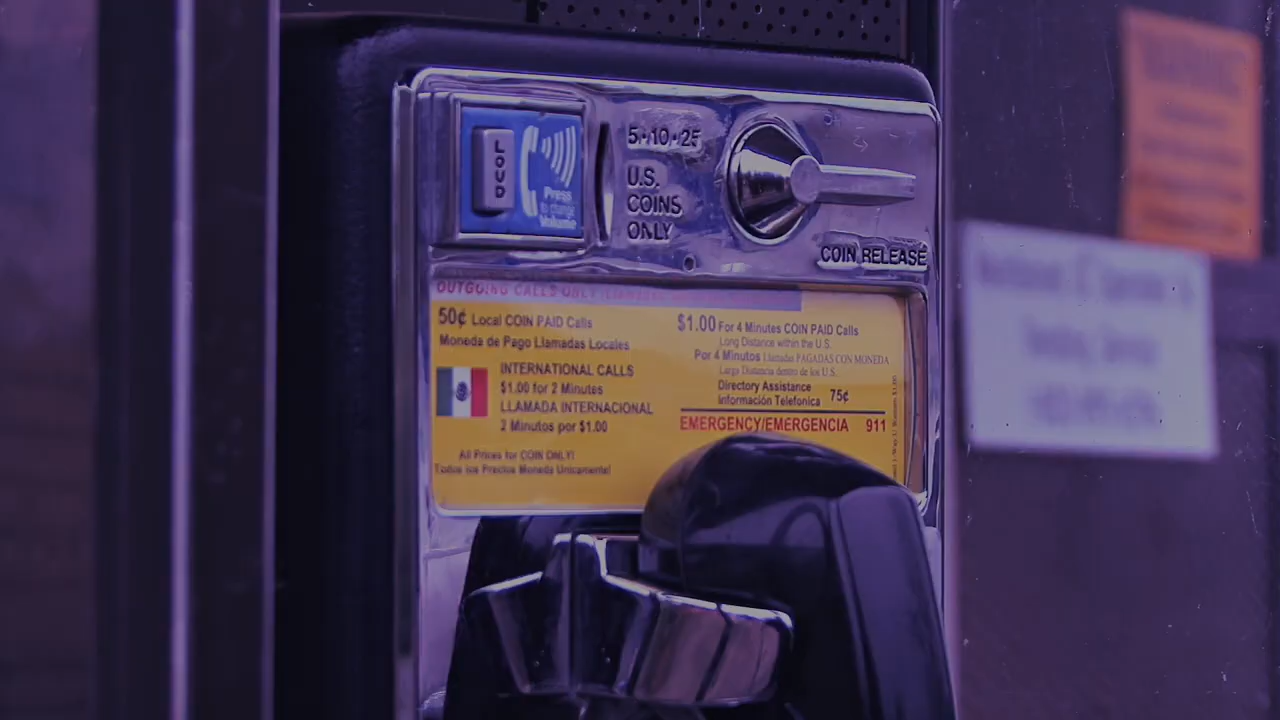 LOUD
Press
to change
Volume
5·10·25
U.S.
COINS
ONLY
COIN RELEASE
OUTGOING CALLS ONLY
50¢ Local COIN PAID Calls
Moneda de Pago Llamadas Locales
INTERNATIONAL CALLS
$1.00 for 2 Minutes
LLAMADA INTERNACIONAL
2 Minutos por $1.00
All Prices for COIN ONLY!
Todos los Precios Moneda Unicamente!
$1.00 For 4 Minutes COIN PAID Calls
Long Distance within the U.S.
Por 4 Minutos Llamadas PAGADAS CON MONEDA
Larga Distancia dentro de los U.S.
Directory Assistance
Información Telefonica 75¢
EMERGENCY/EMERGENCIA 911